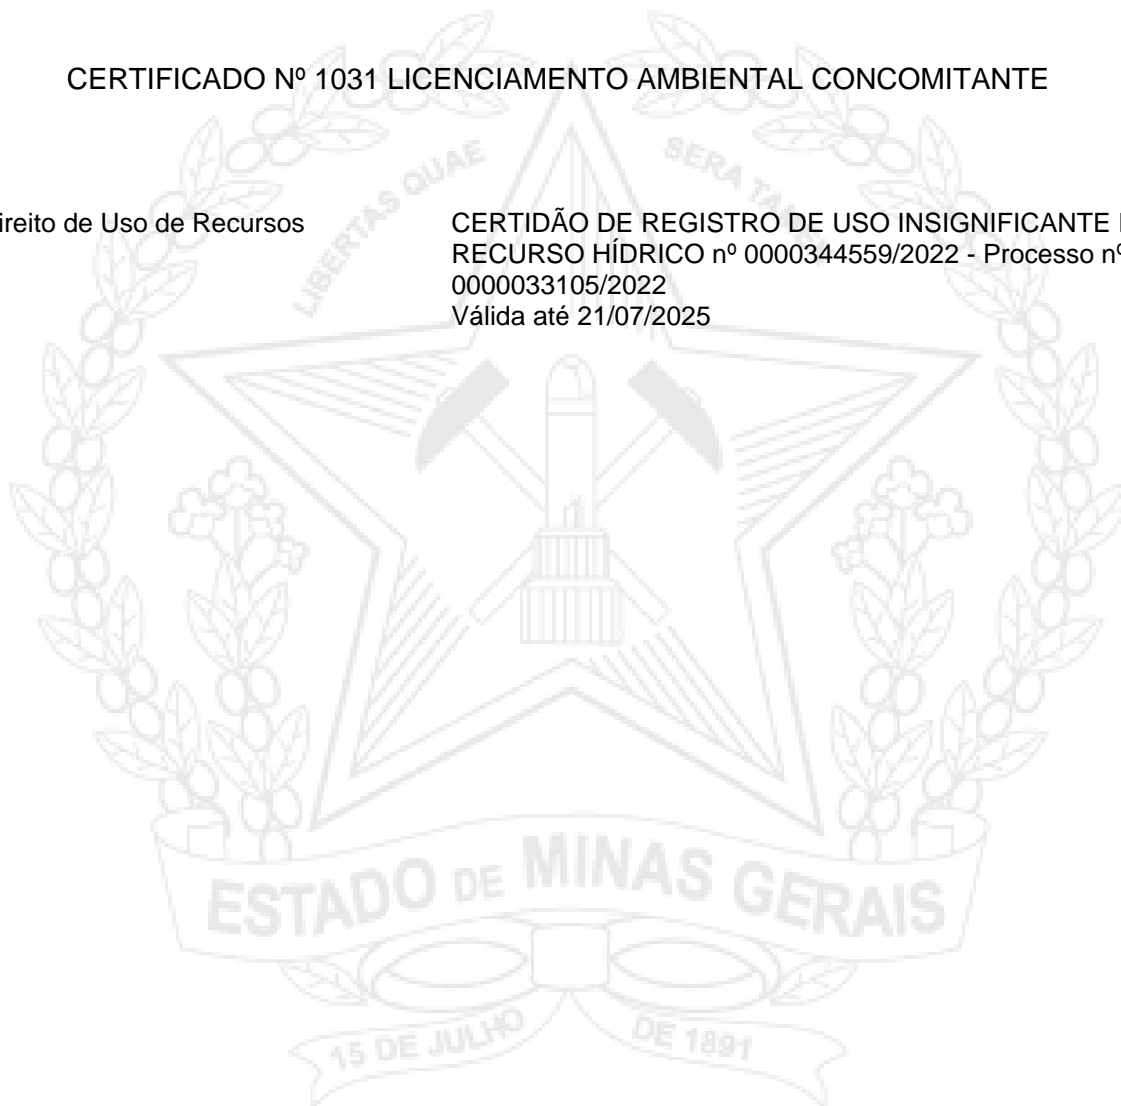 CERTIFICADO Nº 1031 LICENCIAMENTO AMBIENTAL CONCOMITANTE
LIBERTAS QUAE SERA TAMEN
ireito de Uso de Recursos
CERTIDÃO DE REGISTRO DE USO INSIGNIFICANTE
RECURSO HÍDRICO nº 0000344559/2022 - Processo nº
0000033105/2022
Válida até 21/07/2025
ESTADO DE MINAS GERAIS
15 DE JULHO DE 1891